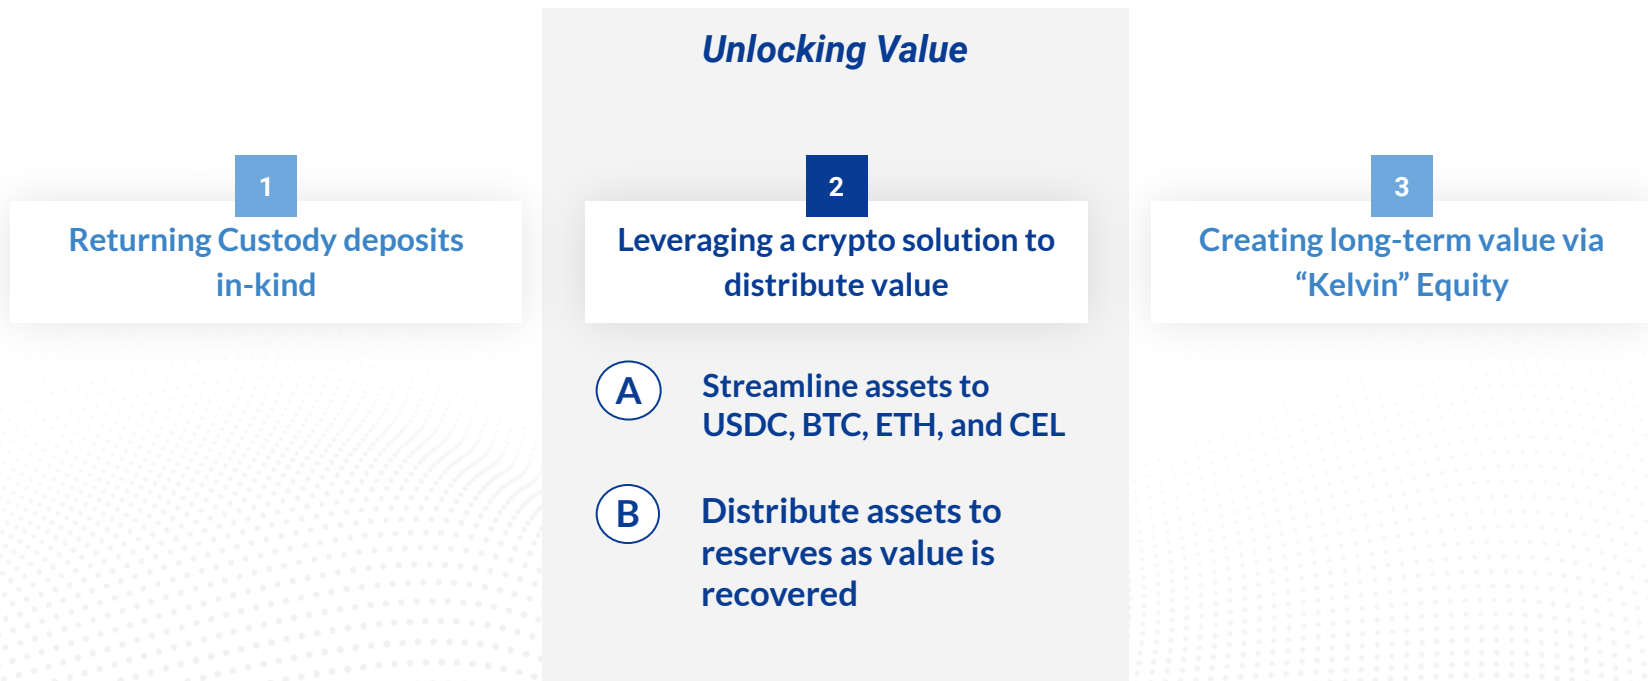 Unlocking Value
1
Returning Custody deposits
in-kind
2
Leveraging a crypto solution to
distribute value
A
Streamline assets to
USDC, BTC, ETH, and CEL
B
Distribute assets to
reserves as value is
recovered
3
Creating long-term value via
“Kelvin” Equity